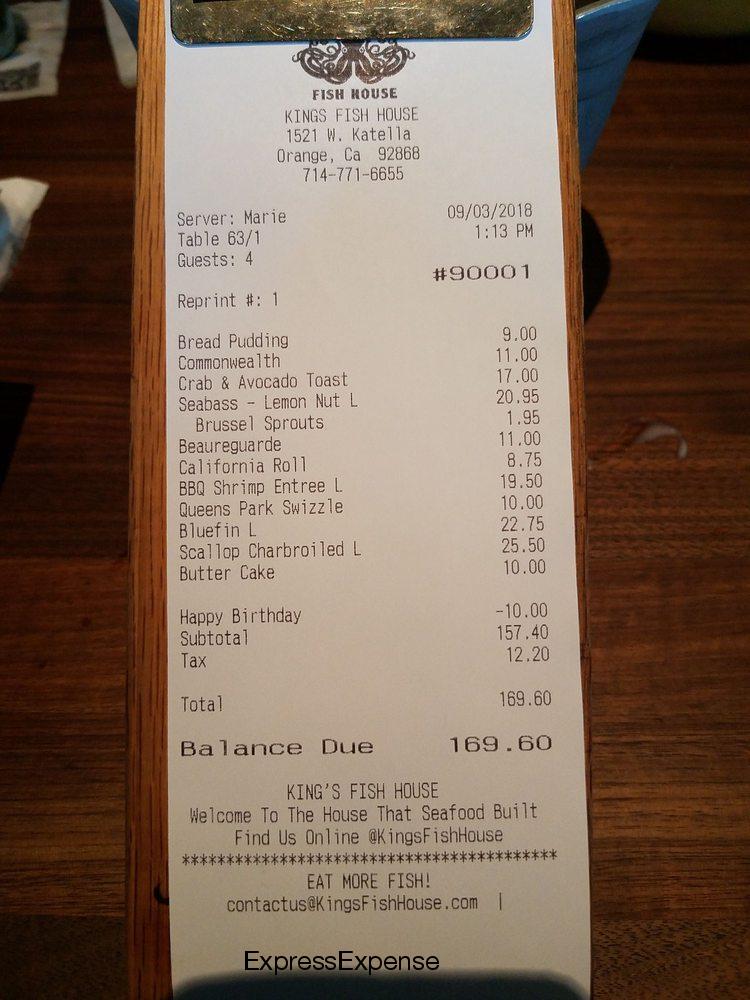 FISH HOUSE
KINGS FISH HOUSE
1521 W. Katella
Orange, Ca 92868
714-771-6655
Server: Marie 09/03/2018
Table 63/1 1:13 PM
Guests: 4
#90001
Reprint #: 1
Bread Pudding 9.00
Commonwealth 11.00
Crab & Avocado Toast 17.00
Seabass - Lemon Nut L 20.95
Brussel Sprouts 1.95
Beaureguarde 11.00
California Roll 8.75
BBQ Shrimp Entree L 19.50
Queens Park Swizzle 10.00
Bluefin L 22.75
Scallop Charbroiled L 25.50
Butter Cake 10.00
Happy Birthday -10.00
Subtotal 157.40
Tax 12.20
Total 169.60
Balance Due 169.60
KING'S FISH HOUSE
Welcome To The House That Seafood Built
Find Us Online @KingsFishHouse
******************************************
EAT MORE FISH!
contactus@KingsFishHouse.com |
ExpressExpense